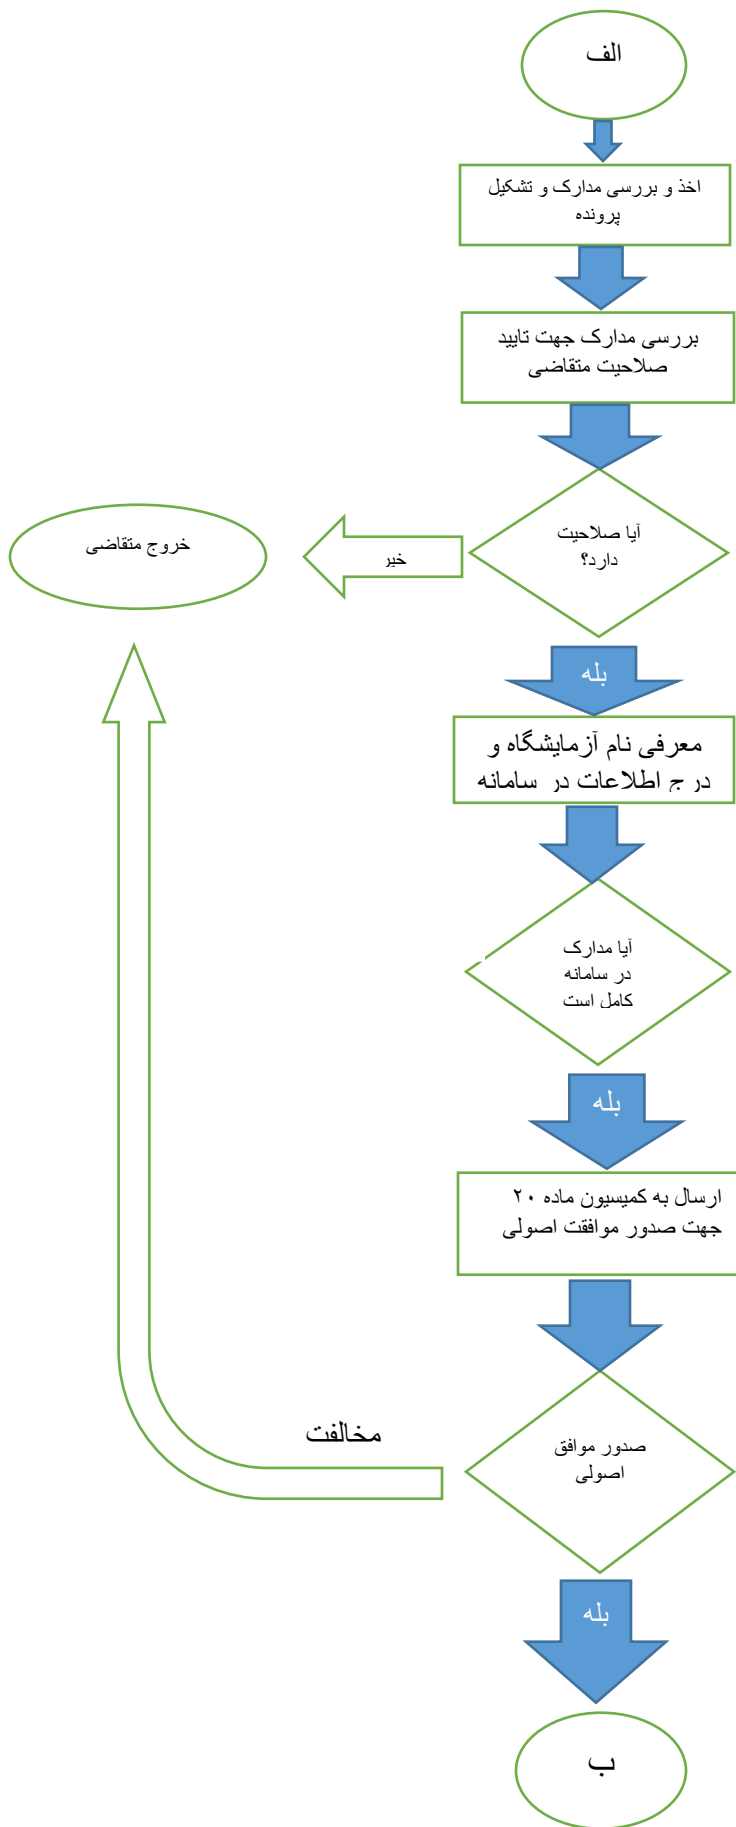 الف
اخذ و بررسی مدارک و تشکیل
پرونده
بررسی مدارک جهت تایید
صلاحیت متقاضی
آیا صلاحیت
دارد؟
خیر
خروج متقاضی
بله
معرفی نام آزمایشگاه و
درج اطلاعات در سامانه
آیا مدارک
در سامانه
کامل است
بله
ارسال به کمیسیون ماده ۲۰
جهت صدور موافقت اصولی
صدور موافق
اصولی
مخالفت
بله
ب